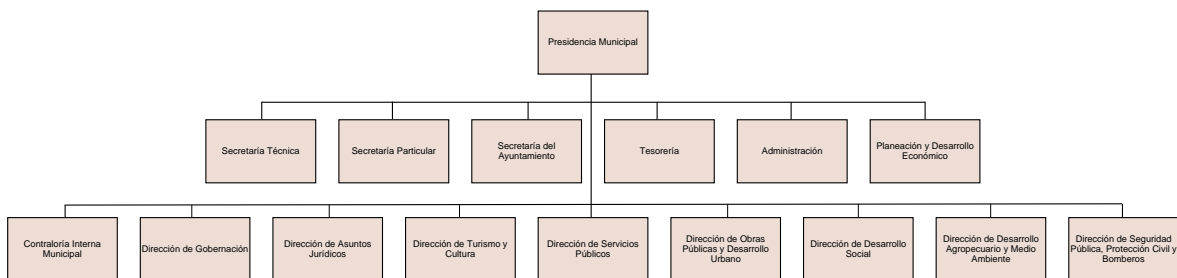 Presidencia Municipal
Secretaría Técnica
Secretaría Particular
Secretaría del
Ayuntamiento
Tesorería
Administración
Planeación y Desarrollo
Económico
Contraloría Interna
Municipal
Dirección de Gobernación
Dirección de Asuntos
Jurídicos
Dirección de Turismo y
Cultura
Dirección de Servicios
Públicos
Dirección de Obras
Públicas y Desarrollo
Urbano
Dirección de Desarrollo
Social
Dirección de Desarrollo
Agropecuario y Medio
Ambiente
Dirección de Seguridad
Pública, Protección Civil y
Bomberos